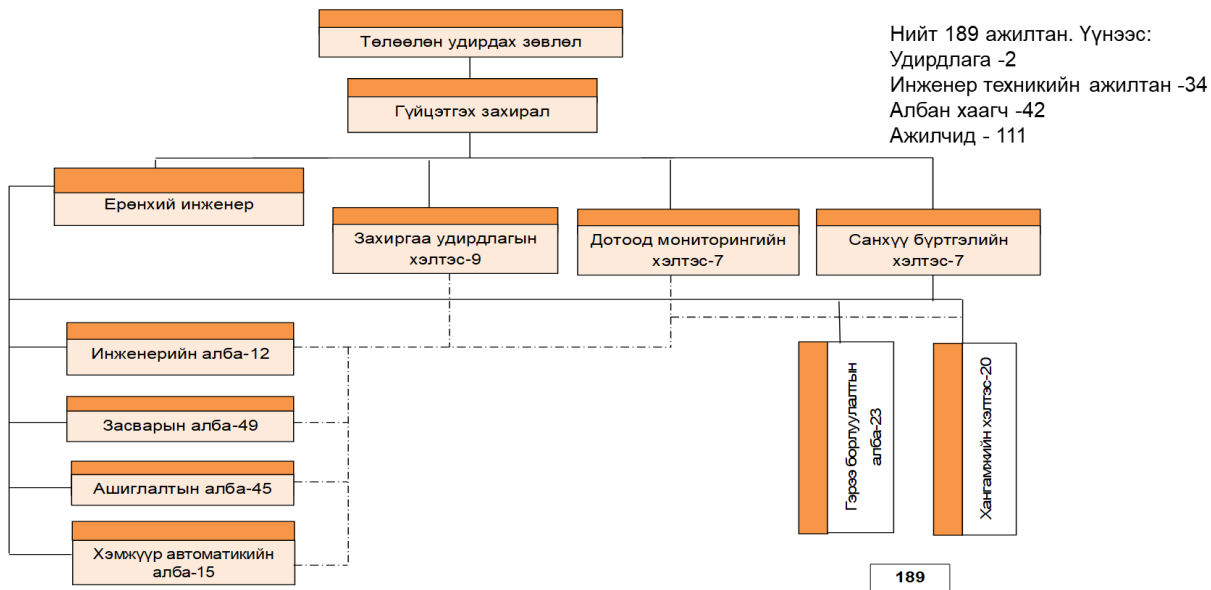 Төлөөлөн удирдах зөвлөл
Гүйцэтгэх захирал
Нийт 189 ажилтан. Үүнээс:
Удирдлага -2
Инженер техникийн ажилтан -34
Албан хаагч -42
Ажилчид - 111
Ерөнхий инженер
Захиргаа удирдлагын
хэлтэс-9
Дотоод мониторингийн
хэлтэс-7
Санхүү бүртгэлийн
хэлтэс-7
Инженерийн алба-12
Засварын алба-49
Ашиглалтын алба-45
Хэмжүүр автоматикийн
алба-15
Гэрээ борлуулалтын
алба-23
Хангамжийн хэлтэс-20
189